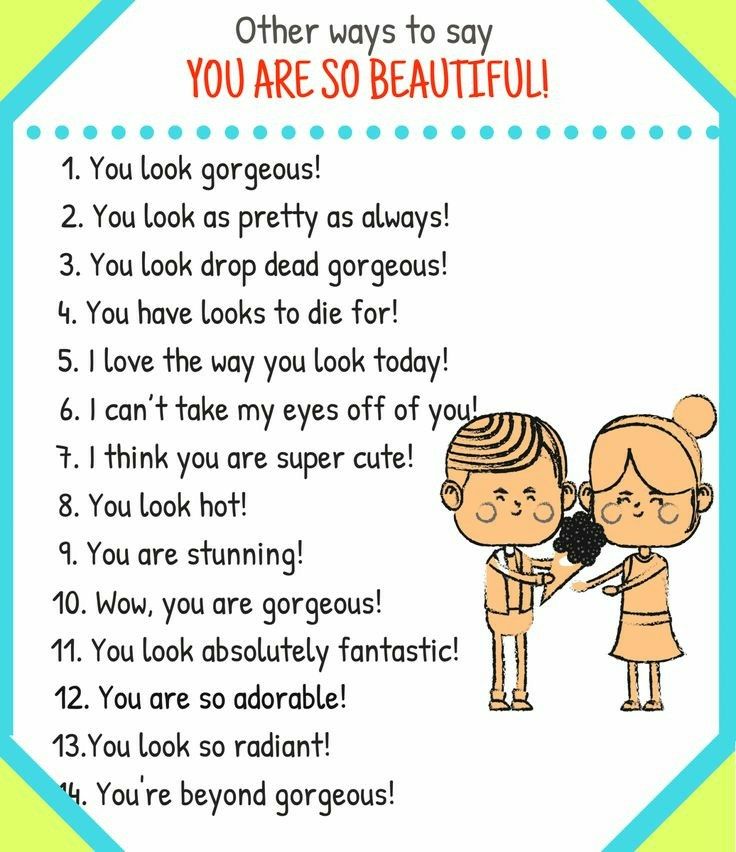 Other ways to say
YOU ARE SO BEAUTIFUL!
1. You look gorgeous!
2. You look as pretty as always!
3. You look drop dead gorgeous!
4. You have looks to die for!
5. I love the way you look today!
6. I can't take my eyes off of you!
7. I think you are super cute!
8. You look hot!
9. You are stunning!
10. Wow, you are gorgeous!
11. You look absolutely fantastic!
12. You are so adorable!
13.You look so radiant!
14. You're beyond gorgeous!